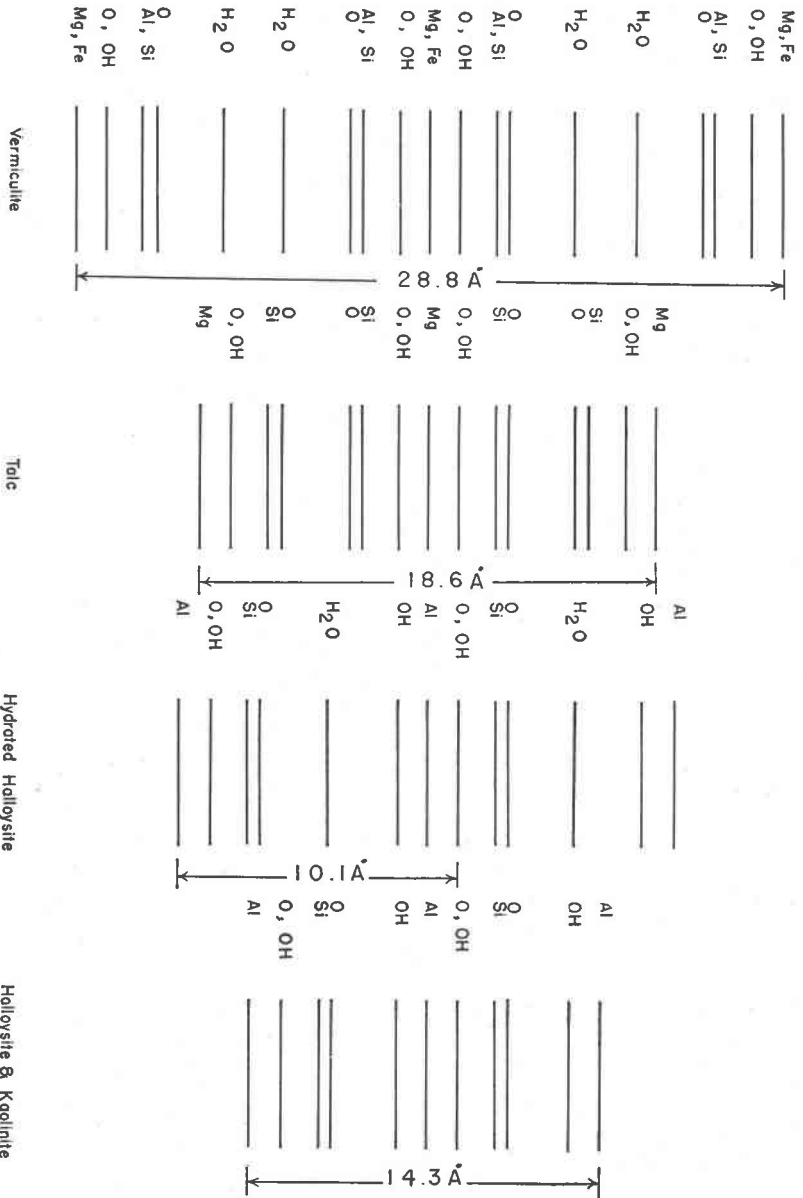 Mg, Fe
O, OH
Al, Si
O
H2O
H2O
O
Al, Si
O, OH
Mg, Fe
O, OH
Al, Si
O
H2O
H2O
O
Al, Si
O, OH
Mg, Fe
28.8 Å
Vermiculite
Mg
O, OH
Si
O
O
Si
O, OH
Mg
O, OH
Si
O
O
Si
O, OH
Mg
18.6 Å
Talc
Al
OH
H2O
O
Si
O, OH
Al
OH
H2O
O
Si
O, OH
Al
10.1 Å
Hydrated Halloysite
Al
OH
O
Si
O, OH
Al
OH
O
Si
O, OH
Al
14.3 Å
Halloysite & Kaolinite